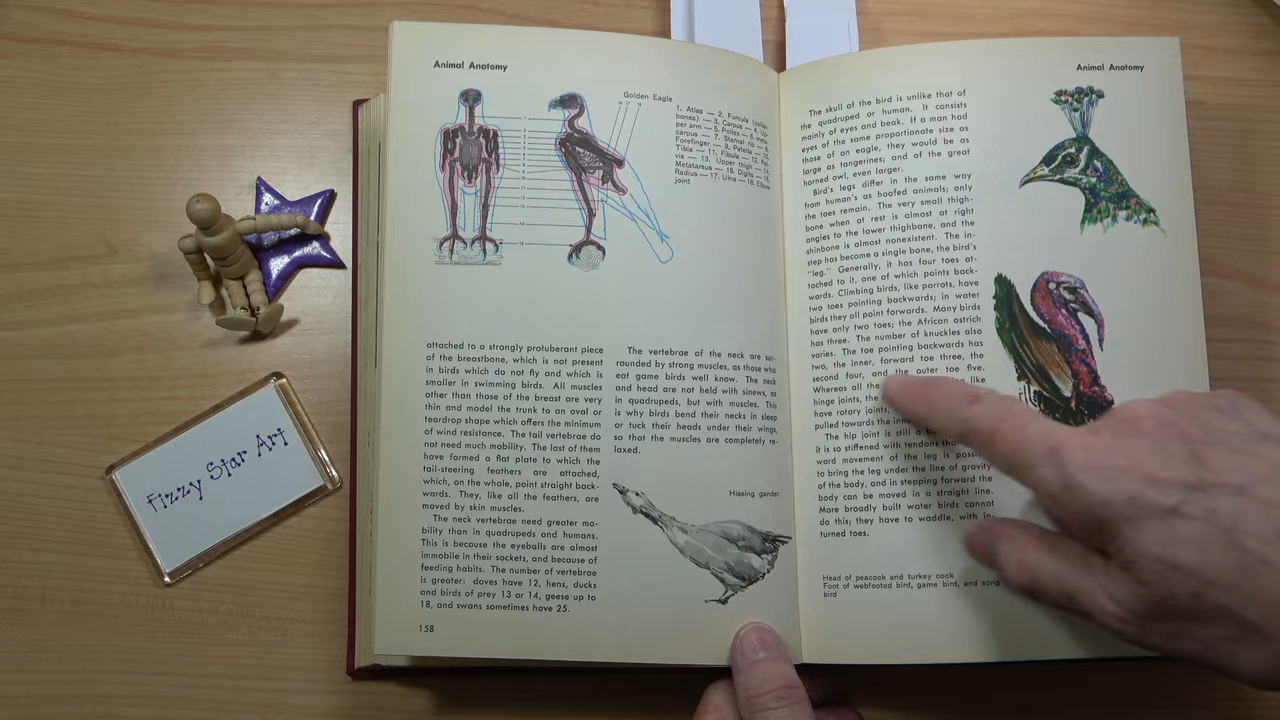 Animal Anatomy
Golden Eagle
1. Atlas — 2. Furcula (collar-
bones) — 3. Carpus — 4. Up-
per arm — 5. Pollex — 6. meta-
carpus — 7. Sternal rib — 8.
Forefinger — 9. Patella — 10.
Tibia — 11. Fibula — 12. Pel-
vis — 13. Upper thigh — 14.
Metatarsus — 15. Digits — 16.
Radius — 17. Ulna — 18. Elbow
joint
attached to a strongly protuberant piece
of the breastbone, which is not present
in birds which do not fly and which is
smaller in swimming birds. All muscles
other than those of the breast are very
thin and model the trunk to an oval or
teardrop shape which offers the minimum
of wind resistance. The tail vertebrae do
not need much mobility. The last of them
have formed a flat plate to which the
tail-steering feathers are attached,
which, on the whole, point straight back-
wards. They, like all the feathers, are
moved by skin muscles.
The neck vertebrae need greater mo-
bility than in quadrupeds and humans.
This is because the eyeballs are almost
immobile in their sockets, and because of
feeding habits. The number of vertebrae
is greater: doves have 12, hens, ducks
and birds of prey 13 or 14, geese up to
18, and swans sometimes have 25.
158
The vertebrae of the neck are sur-
rounded by strong muscles, as those who
eat game birds well know. The neck
and head are not held with sinews, as
in quadrupeds, but with muscles. This
is why birds bend their necks in sleep
or tuck their heads under their wings,
so that the muscles are completely re-
laxed.
Hissing gander
Animal Anatomy
The skull of the bird is unlike that of
the quadruped or human. It consists
mainly of eyes and beak. If a man had
eyes of the same proportionate size as
those of an eagle, they would be as
large as tangerines; and of the great
horned owl, even larger.
Bird's legs differ in the same way
from human's as hoofed animals; only
the toes remain. The very small thigh-
bone when at rest is almost at right
angles to the lower thighbone, and the
shinbone is almost nonexistent. The in-
step has become a single bone, the bird's
"leg." Generally, it has four toes at-
tached to it, one of which points back-
wards. Climbing birds, like parrots, have
two toes pointing backwards; in water
birds they all point forwards. Many birds
have only two toes; the African ostrich
has three. The number of knuckles also
varies. The toe pointing backwards has
two, the inner, forward toe three, the
second four, and the outer toe five.
Whereas all the like
hinge joints, the
have rotary joints,
pulled towards the
The hip joint is still a
it is so stiffened with tendons
ward movement of the leg is
to bring the leg under the line of gravity
of the body, and in stepping forward the
body can be moved in a straight line.
More broadly built water birds cannot
do this; they have to waddle, with in-
turned toes.
Head of peacock and turkey cock
Foot of webfooted bird, game bird, and song
bird
Fizzy Star Art